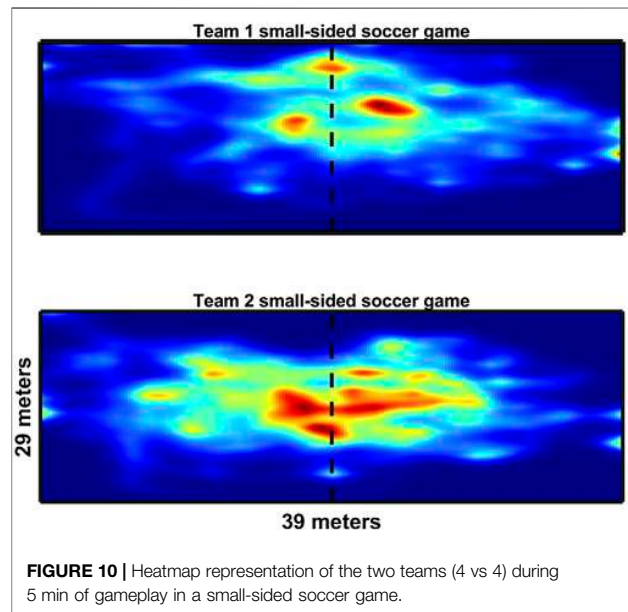 Team 1 small-sided soccer game
Team 2 small-sided soccer game
29 meters
39 meters
FIGURE 10 | Heatmap representation of the two teams (4 vs 4) during
5 min of gameplay in a small-sided soccer game.